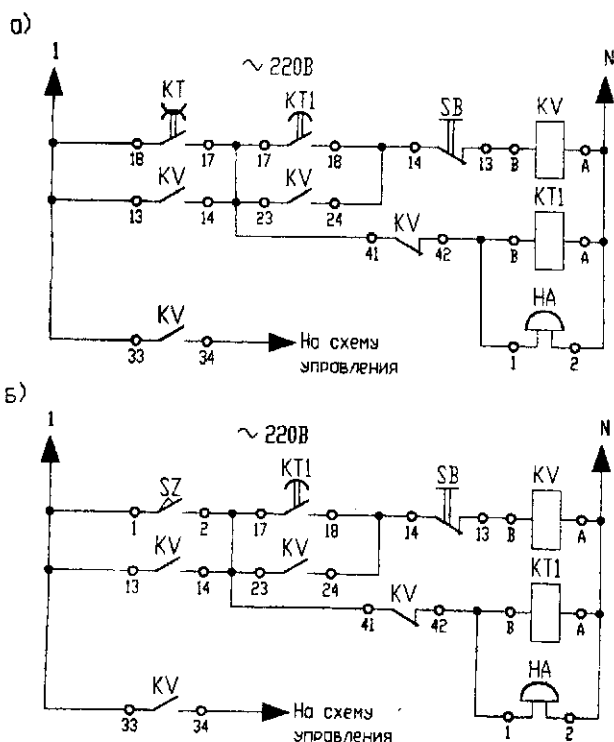 а)
1
~ 220В
N
KT
KT1
SB
KV
18
17
17
18
14
13
B
A
KV
KV
KT1
13
14
23
24
KV
41
42
B
A
HA
KV
1
2
33
34
На схему
управления
Б)
1
~ 220В
N
SZ
KT1
SB
KV
1
2
17
18
14
13
B
A
KV
KV
KT1
13
14
23
24
KV
41
42
B
A
HA
KV
1
2
33
34
На схему
управления